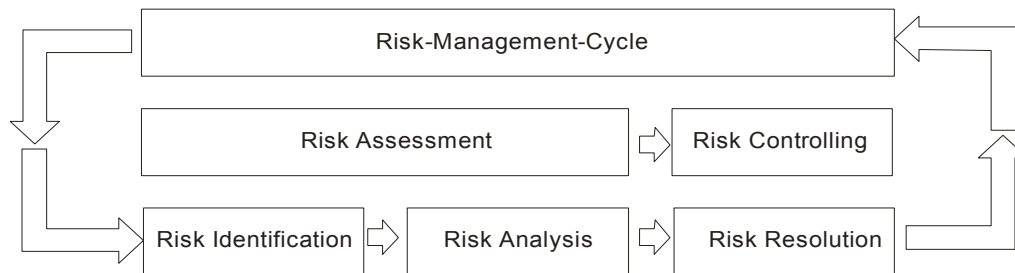 Risk-Management-Cycle
Risk Assessment
Risk Controlling
Risk Identification
Risk Analysis
Risk Resolution